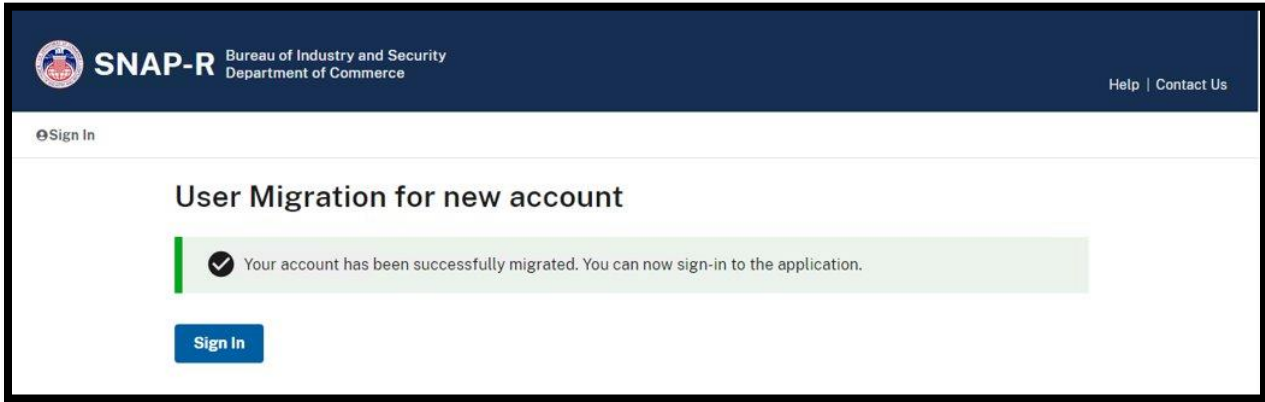 SNAP-R
Bureau of Industry and Security
Department of Commerce
Help | Contact Us
Sign In
User Migration for new account
Your account has been successfully migrated. You can now sign-in to the application.
Sign In